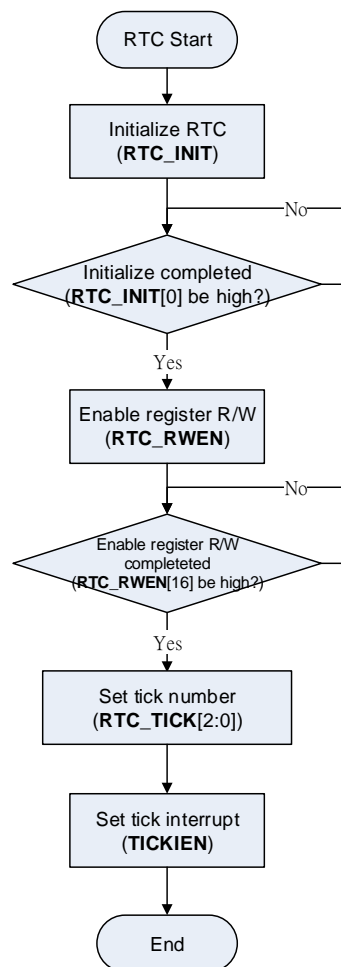 RTC Start
Initialize RTC
(RTC_INIT)
No
Initialize completed
(RTC_INIT[0] be high?)
Yes
Enable register R/W
(RTC_RWEN)
No
Enable register R/W
completeted
(RTC_RWEN[16] be high?)
Yes
Set tick number
(RTC_TICK[2:0])
Set tick interrupt
(TICKIEN)
End